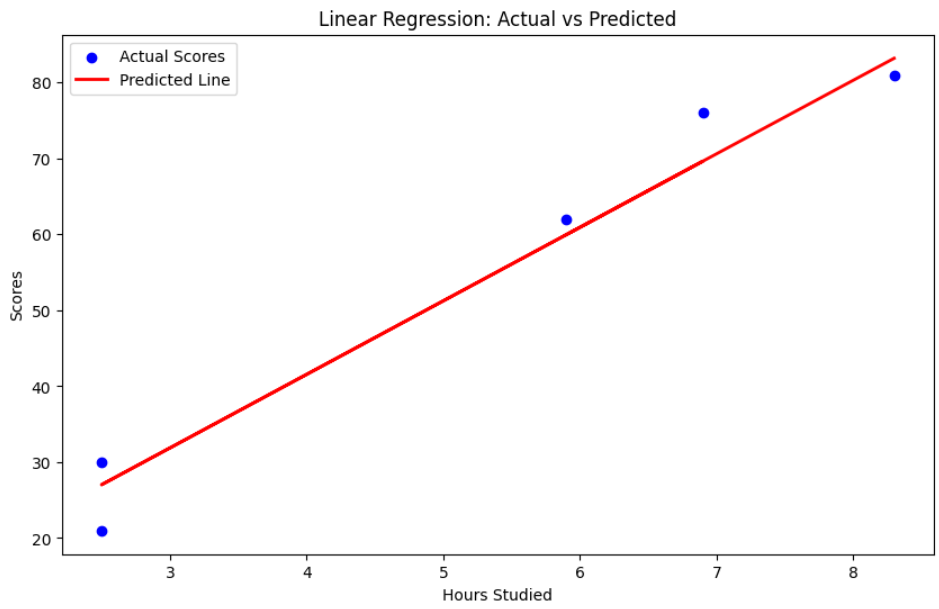 Linear Regression: Actual vs Predicted
Actual Scores
Predicted Line
80
70
60
50
40
30
20
Scores
3 4 5 6 7 8
Hours Studied